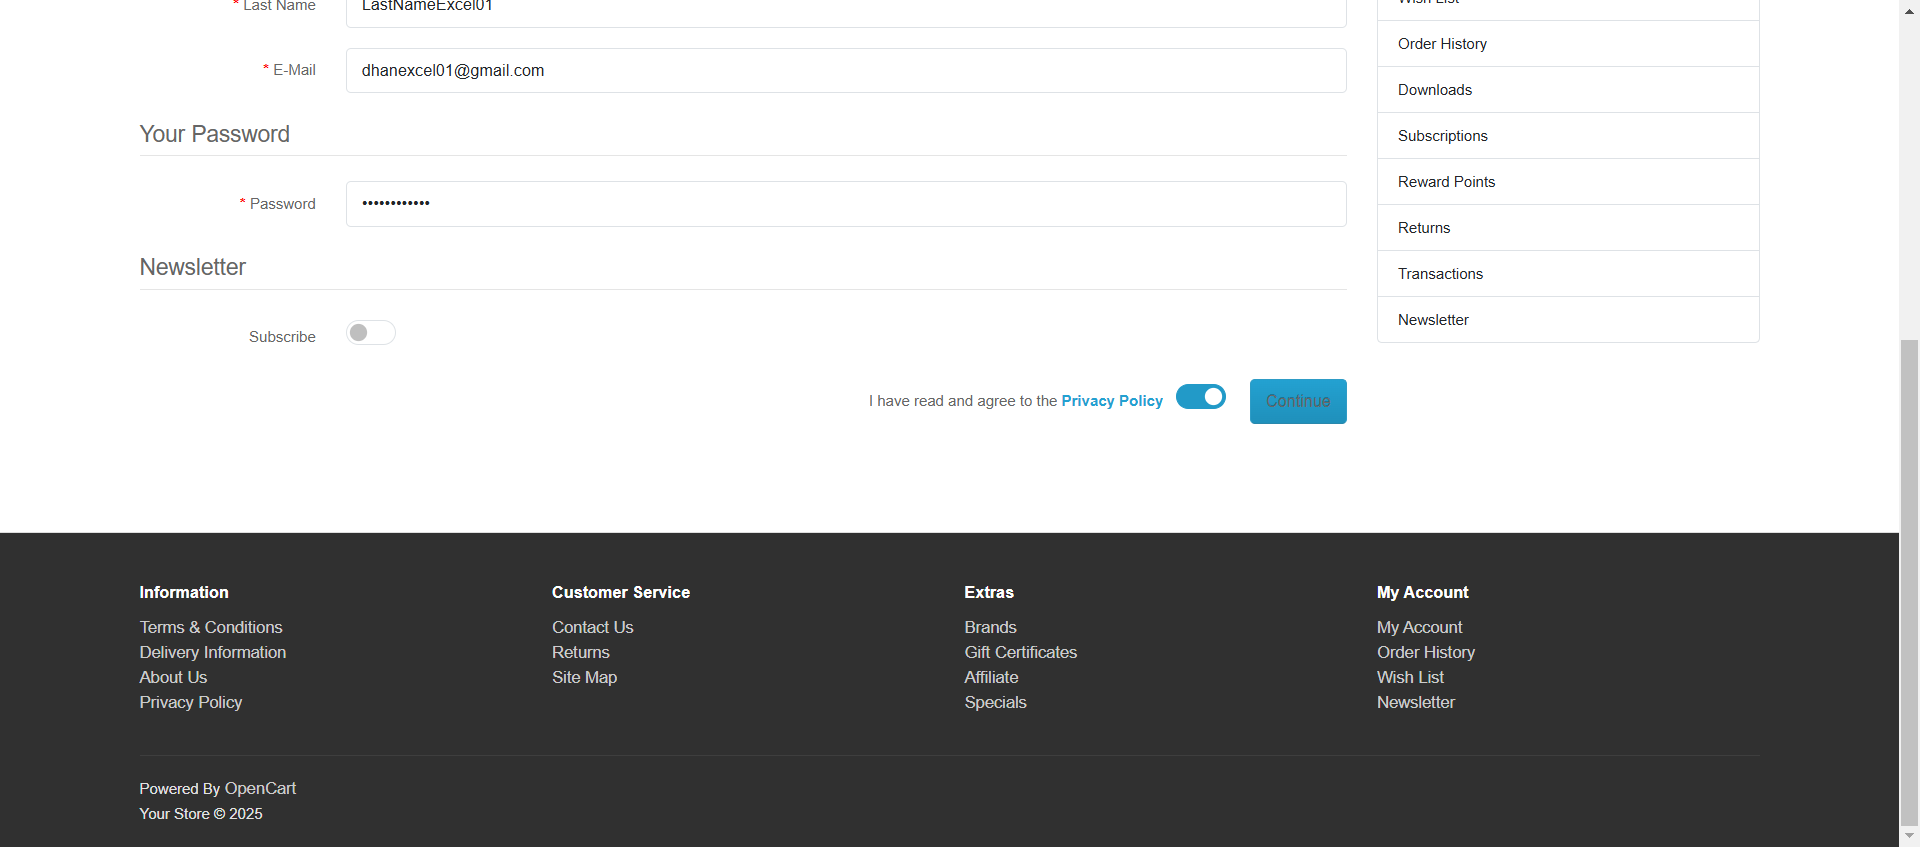 * Last Name
LastNameExcel01
* E-Mail
dhanexcel01@gmail.com
Your Password
* Password
••••••••••••
Newsletter
Subscribe
I have read and agree to the Privacy Policy
Continue
Wish List
Order History
Downloads
Subscriptions
Reward Points
Returns
Transactions
Newsletter
Information
Terms & Conditions
Delivery Information
About Us
Privacy Policy
Customer Service
Contact Us
Returns
Site Map
Extras
Brands
Gift Certificates
Affiliate
Specials
My Account
My Account
Order History
Wish List
Newsletter
Powered By OpenCart
Your Store © 2025